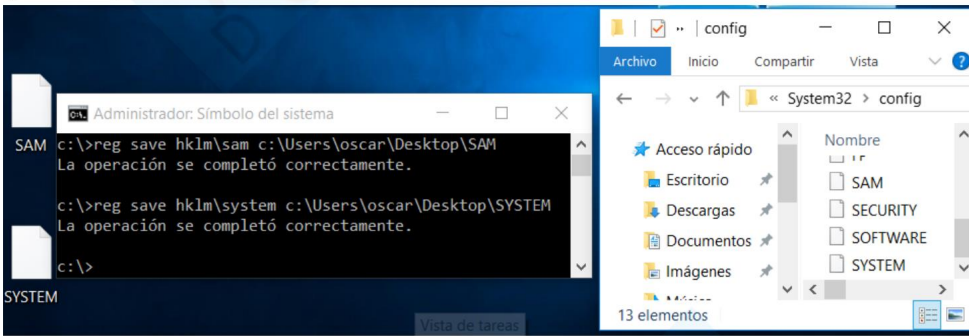 SAM
SYSTEM
Administrador: Símbolo del sistema
c:\>reg save hklm\sam c:\Users\oscar\Desktop\SAM
La operación se completó correctamente.
c:\>reg save hklm\system c:\Users\oscar\Desktop\SYSTEM
La operación se completó correctamente.
c:\>
Vista de tareas
config
Archivo Inicio Compartir Vista
« System32 > config
Acceso rápido
Escritorio
Descargas
Documentos
Imágenes
Nombre
SAM
SECURITY
SOFTWARE
SYSTEM
13 elementos